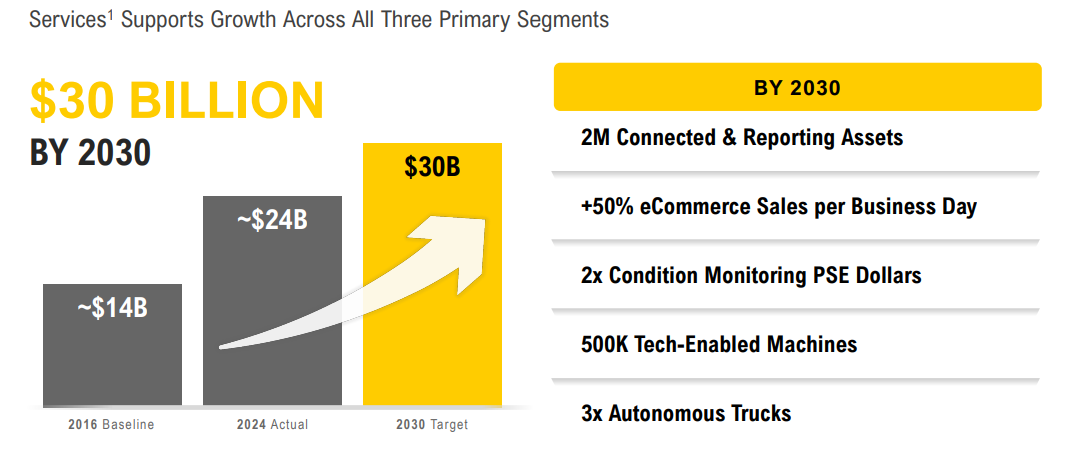 Services¹ Supports Growth Across All Three Primary Segments
$30 BILLION
BY 2030
~$14B
~$24B
$30B
2016 Baseline
2024 Actual
2030 Target
BY 2030
2M Connected & Reporting Assets
+50% eCommerce Sales per Business Day
2x Condition Monitoring PSE Dollars
500K Tech-Enabled Machines
3x Autonomous Trucks